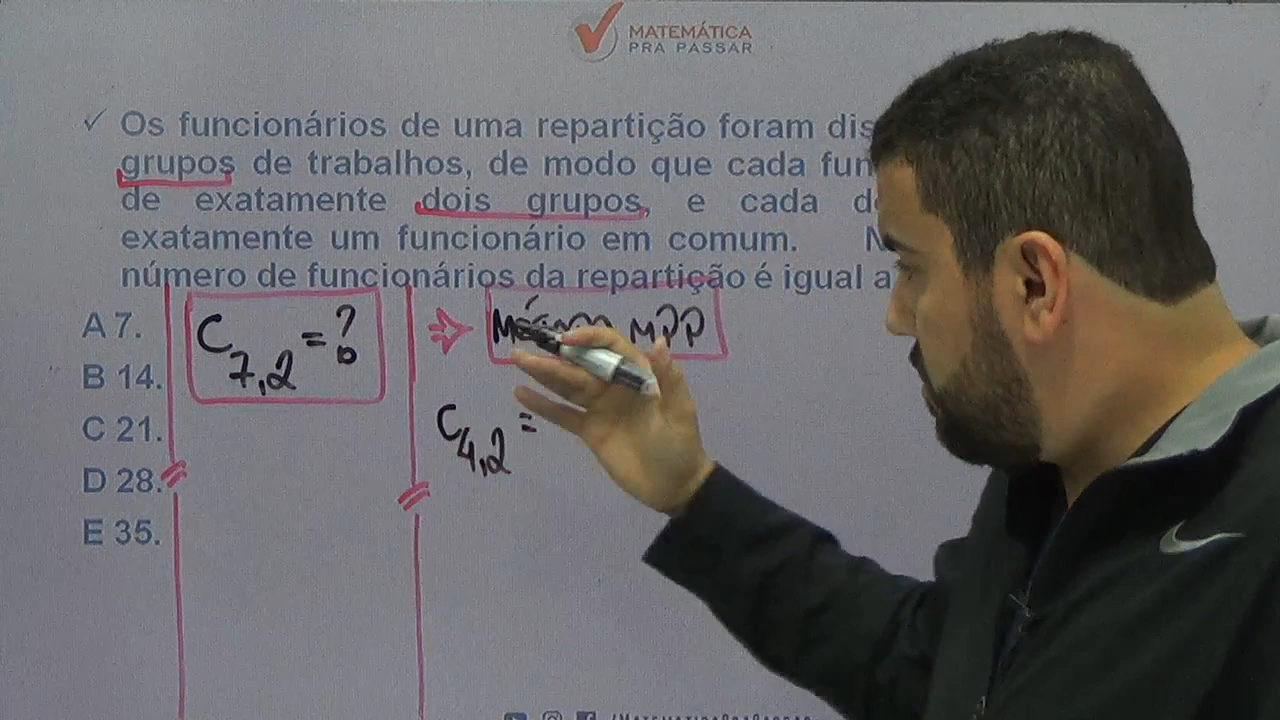 MATEMÁTICA
PRA PASSAR
✓ Os funcionários de uma repartição foram dis
grupos de trabalhos, de modo que cada fun
de exatamente dois grupos, e cada d
exatamente um funcionário em comum. N
número de funcionários da repartição é igual a
A 7.
B 14.
C 21.
D 28.
E 35.
C7,2 = ?
⇒ MPP
C4,2 =